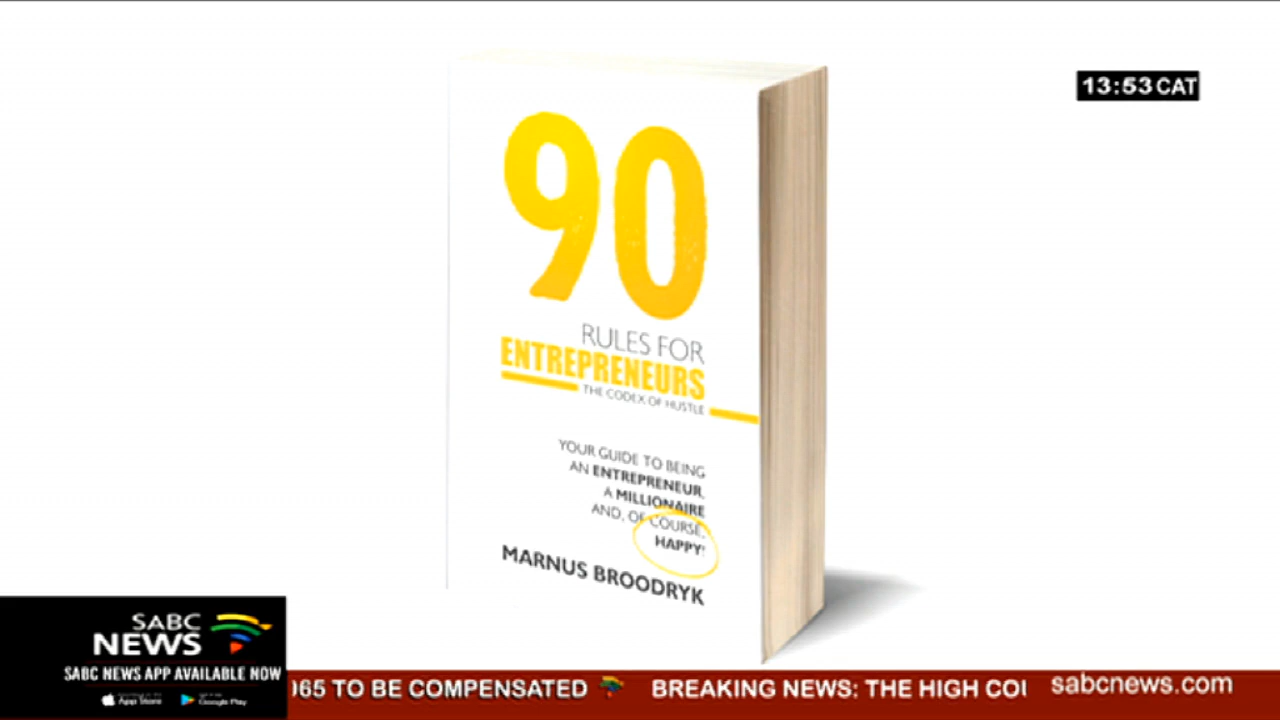 13:53 CAT
90
RULES FOR
ENTREPRENEURS
THE CODEX OF HUSTLE
YOUR GUIDE TO BEING
AN ENTREPRENEUR,
A MILLIONAIRE
AND, OF COURSE,
HAPPY!
MARNUS BROODRYK
SABC
NEWS
SABC NEWS APP AVAILABLE NOW
App Store
Google Play
065 TO BE COMPENSATED BREAKING NEWS: THE HIGH COU
sabcnews.com